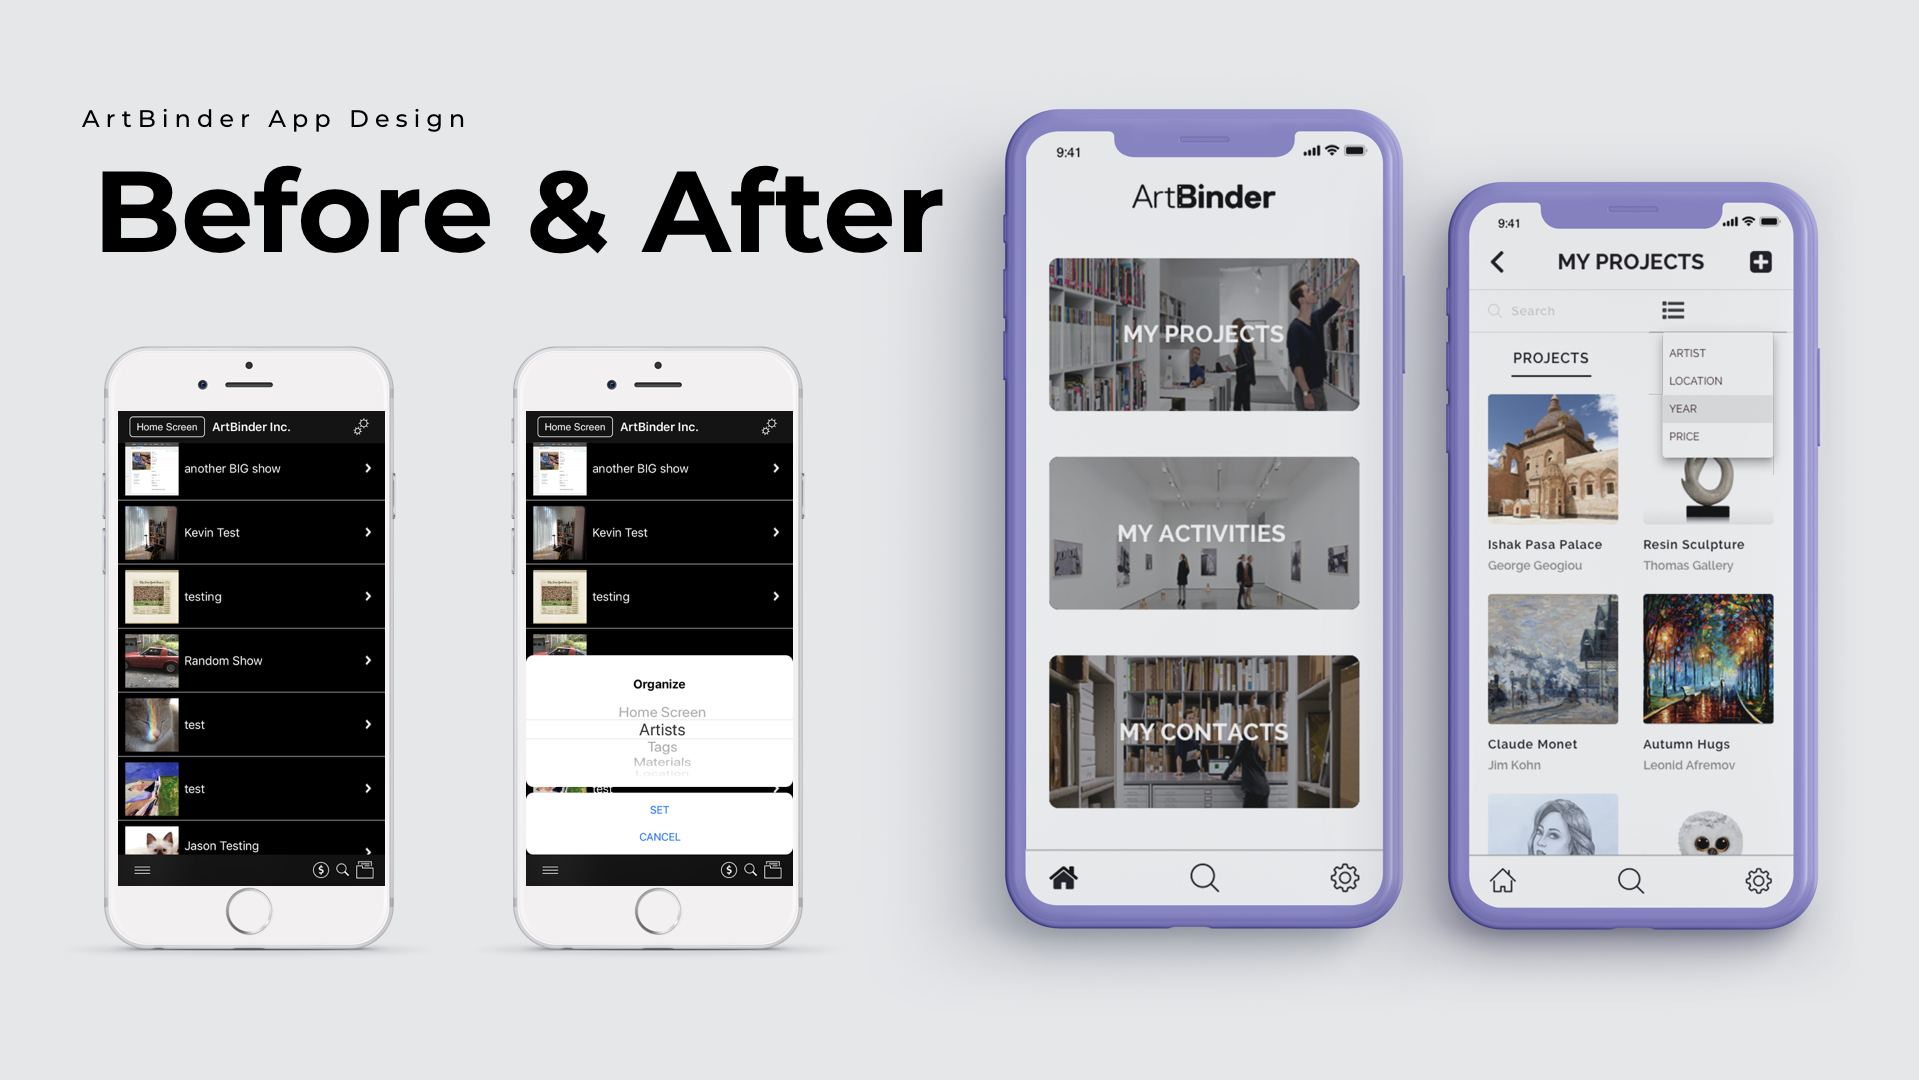 ArtBinder App Design
Before & After
Home Screen ArtBinder Inc.
another BIG show
Kevin Test
testing
Random Show
test
test
Jason Testing
Home Screen ArtBinder Inc.
another BIG show
Kevin Test
testing
Organize
Home Screen
Artists
Tags
Materials
Location
test
SET
CANCEL
9:41
ArtBinder
MY PROJECTS
MY ACTIVITIES
MY CONTACTS
9:41
MY PROJECTS
Search
PROJECTS
ARTIST
LOCATION
YEAR
PRICE
Ishak Pasa Palace
George Geogiou
Resin Sculpture
Thomas Gallery
Claude Monet
Jim Kohn
Autumn Hugs
Leonid Afremov